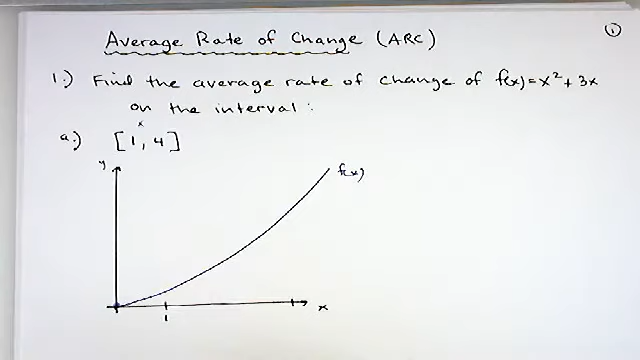 Average Rate of Change (ARC)
①
1.) Find the average rate of change of f(x)=x²+3x
on the interval:
x
a.) [1, 4]
y
f(x)
1
x